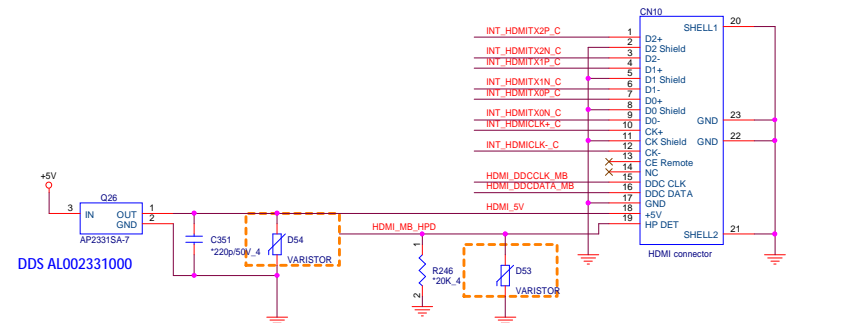 CN10
INT_HDMITX2P_C 1 D2+ SHELL1 20
2 D2 Shield
INT_HDMITX2N_C 3 D2-
INT_HDMITX1P_C 4 D1+
5 D1 Shield
INT_HDMITX1N_C 6 D1-
INT_HDMITX0P_C 7 D0+
8 D0 Shield
INT_HDMITX0N_C 9 D0- GND 23
INT_HDMICLK+_C 10 CK+
11 CK Shield GND 22
INT_HDMICLK-_C 12 CK-
13 CE Remote
14 NC
HDMI_DDCCLK_MB 15 DDC CLK
HDMI_DDCDATA_MB 16 DDC DATA
17 GND
HDMI_5V 18 +5V
HDMI_MB_HPD 19 HP DET
SHELL2 21
HDMI connector
+5V
Q26
3 IN OUT 1
GND 2
AP2331SA-7
DDS AL002331000
C351
*220p/50V_4
D54
VARISTOR
1
R246
*20K_4
2
D53
VARISTOR